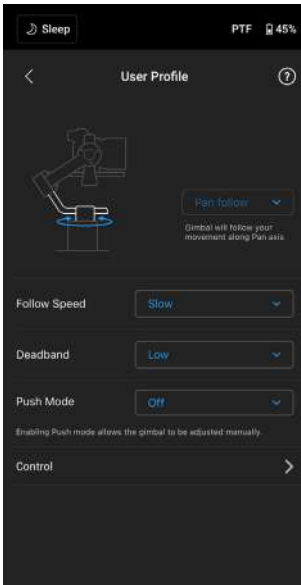 Sleep PTF 45%
User Profile
Pan follow
Gimbal will follow your
movement along Pan axis
Follow Speed Slow
Deadband Low
Push Mode Off
Enabling Push mode allows the gimbal to be adjusted manually.
Control